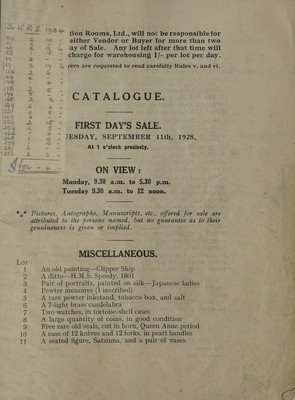 tion Rooms, Ltd., will not be responsible for
either Vendor or Buyer for more than two
ay of Sale. Any lot left after that time will
charge for warehousing 1/- per lot per day.
yers are requested to read carefully Rules v. and vi.
CATALOGUE.
FIRST DAY'S SALE.
UESDAY, SEPTEMBER 11th, 1928,
At 1 o'clock precisely.
ON VIEW :
Monday, 9.30 a.m. to 5.30 p.m.
Tuesday 9.30 a.m. to 12 noon.
*** Pictures, Autographs, Manuscripts, etc., offered for sale are
attributed to the persons named, but no guarantee as to their
genuineness is given or implied.
MISCELLANEOUS.
Lot
1 An old painting—Clipper Ship
2 A ditto—H.M.S. Speedy, 1801
3 Pair of portraits, painted on silk—Japanese ladies
4 Pewter measures (1 inscribed)
5 A rare pewter inkstand, tobacco box, and salt
6 A 7-light brass candelabra
7 Two watches, in tortoise-shell cases
8 A large quantity of coins, in good condition
9 Five rare old seals, cut in horn, Queen Anne period
10 A case of 12 knives and 12 forks, in pearl handles
11 A seated figure, Satsuma, and a pair of vases